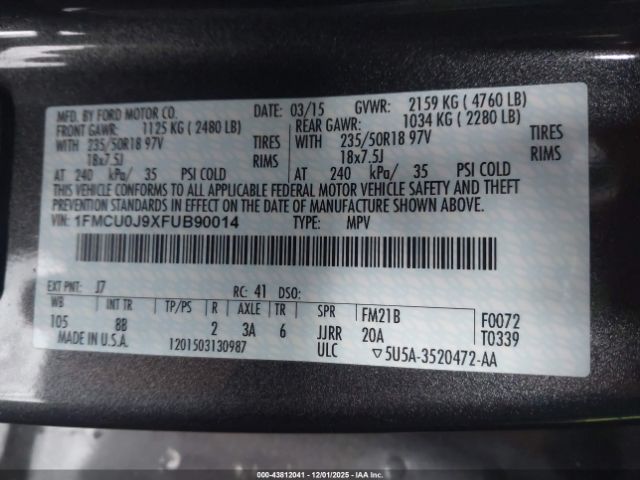 MFD. BY FORD MOTOR CO. DATE: 03/15 GVWR: 2159 KG ( 4760 LB)
FRONT GAWR: 1125 KG ( 2480 LB) REAR GAWR: 1034 KG ( 2280 LB)
WITH 235/50R18 97V TIRES WITH 235/50R18 97V TIRES
18x7.5J RIMS 18x7.5J RIMS
AT 240 kPa/ 35 PSI COLD AT 240 kPa/ 35 PSI COLD
THIS VEHICLE CONFORMS TO ALL APPLICABLE FEDERAL MOTOR VEHICLE SAFETY AND THEFT
PREVENTION STANDARDS IN EFFECT ON THE DATE OF MANUFACTURE SHOWN ABOVE.
VIN: 1FMCU0J9XFUB90014 TYPE: MPV
EXT PNT: J7 RC: 41 DSO:
WB INT TR TP/PS R AXLE TR SPR FM21B F0072
105 8B 2 3A 6 JJRR 20A T0339
MADE IN U.S.A. 1201503130987 ULC ▽5U5A-3520472-AA
000-43812041 - 12/01/2025 - IAAI.COM